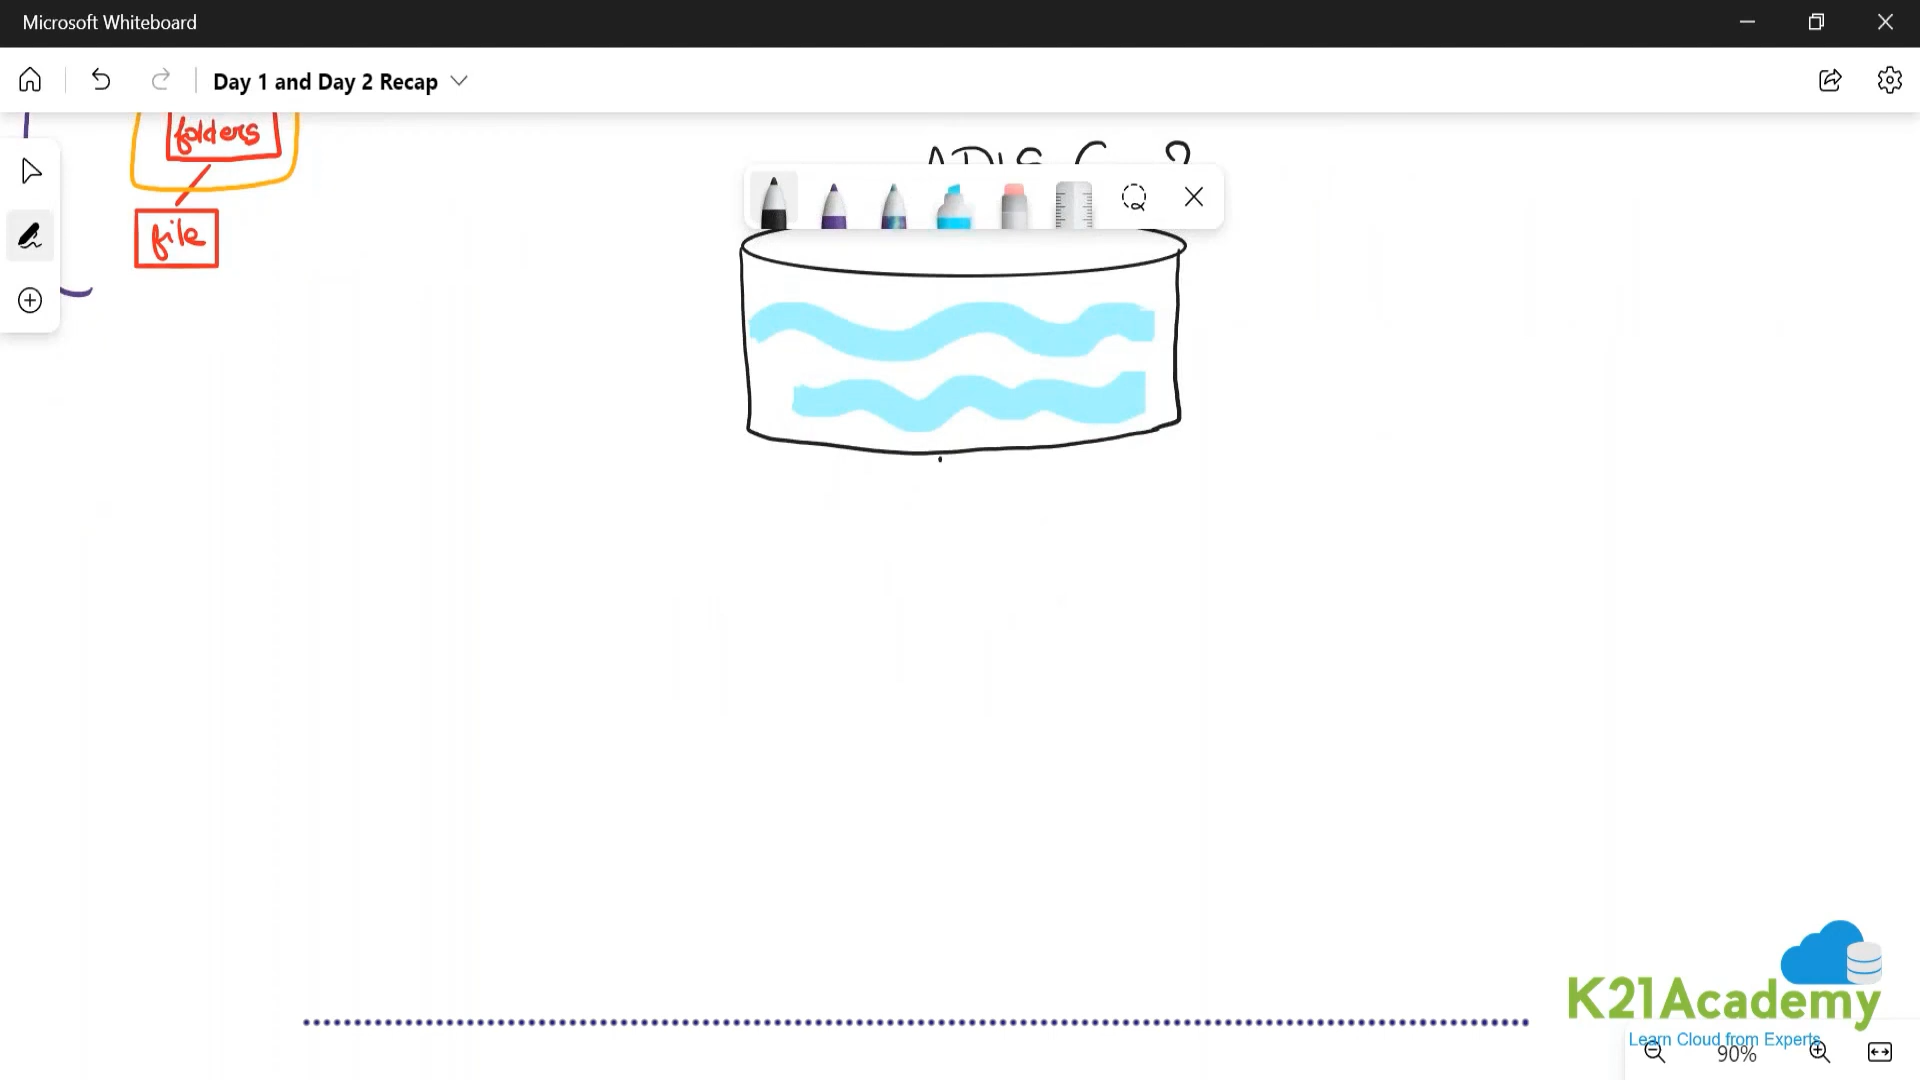 Microsoft Whiteboard
Day 1 and Day 2 Recap
folders
file
K21Academy
Learn Cloud from Experts
90%